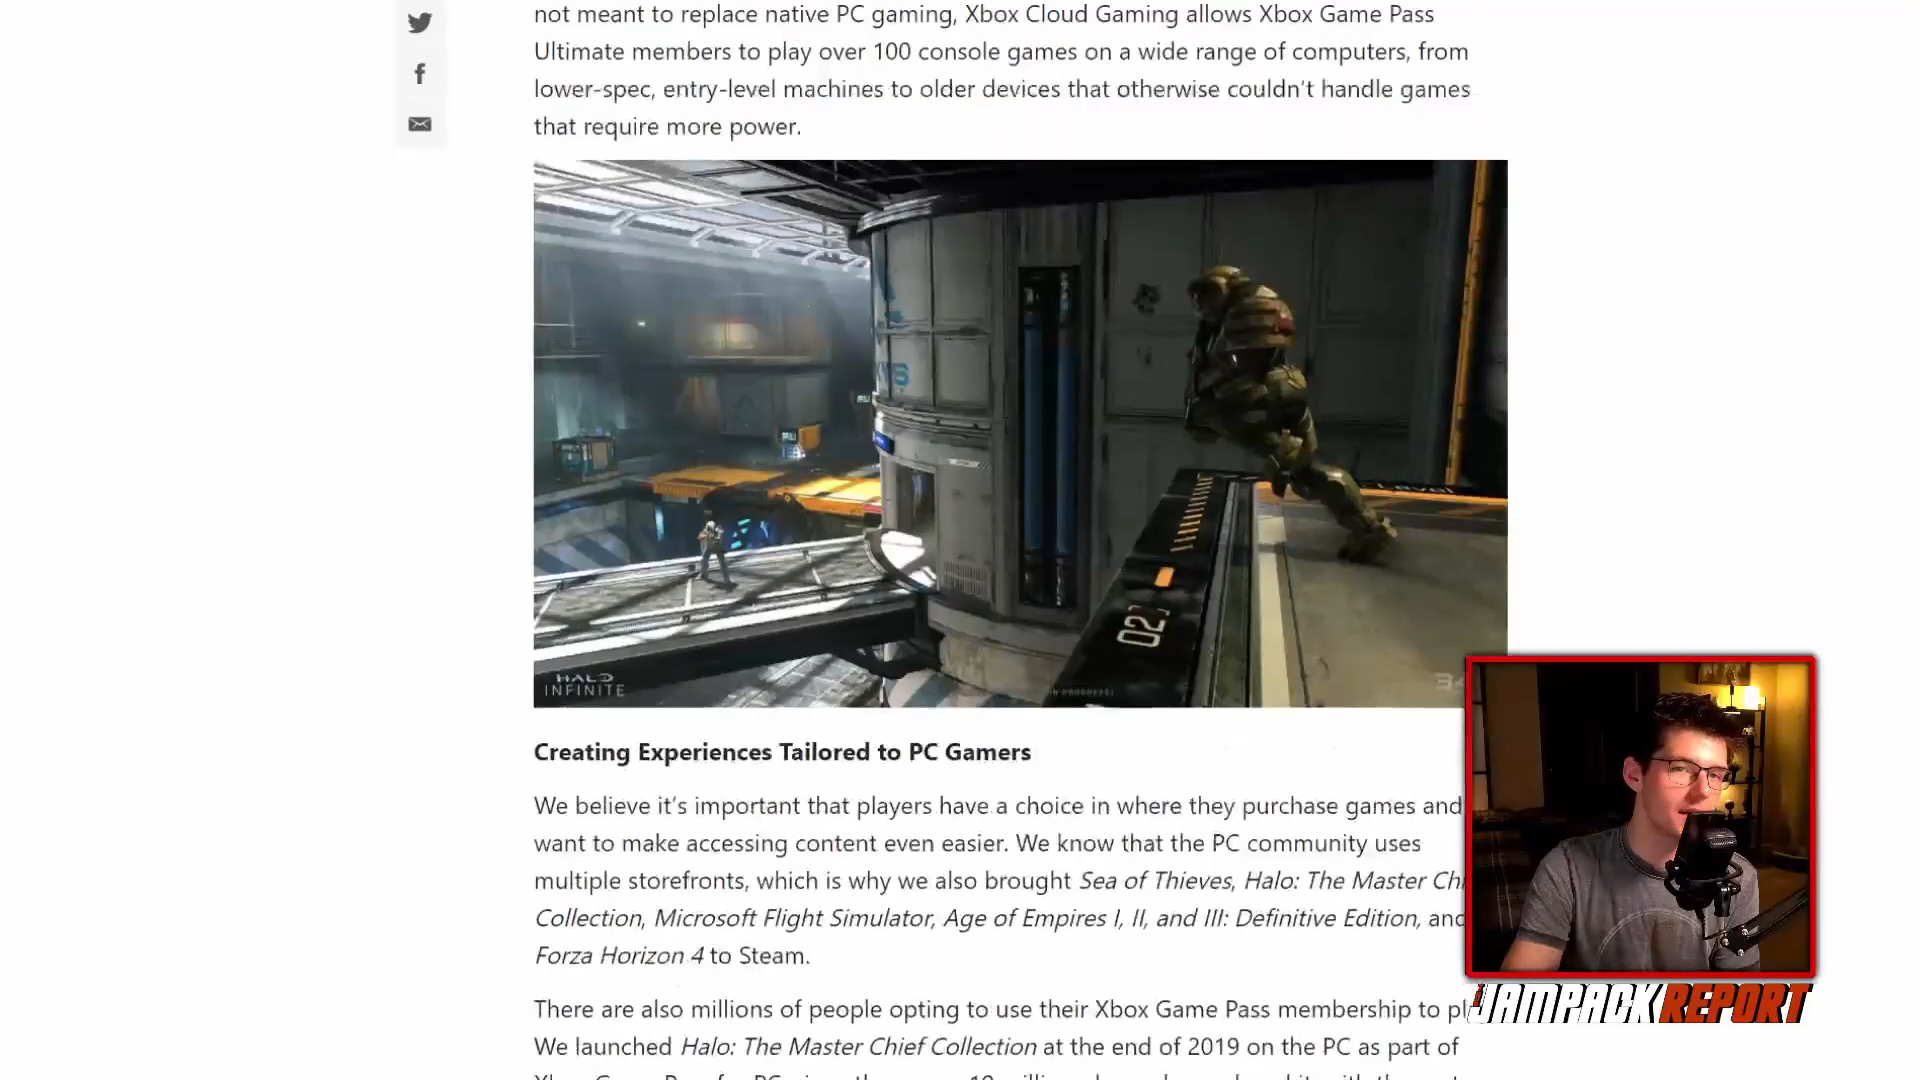 not meant to replace native PC gaming, Xbox Cloud Gaming allows Xbox Game Pass
Ultimate members to play over 100 console games on a wide range of computers, from
lower-spec, entry-level machines to older devices that otherwise couldn't handle games
that require more power.
02
HALO
INFINITE
Creating Experiences Tailored to PC Gamers
We believe it's important that players have a choice in where they purchase games and
want to make accessing content even easier. We know that the PC community uses
multiple storefronts, which is why we also brought Sea of Thieves, Halo: The Master
Collection, Microsoft Flight Simulator, Age of Empires I, II, and III: Definitive Edition, and
Forza Horizon 4 to Steam.
There are also millions of people opting to use their Xbox Game Pass membership to
We launched Halo: The Master Chief Collection at the end of 2019 on the PC as part of
JAMPACK REPORT